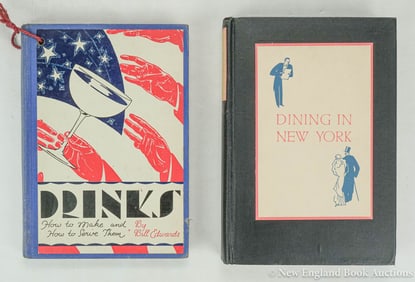 DRINKS
How to Make and
How to Serve Them
By
Bill Edwards
DINING IN
NEW YORK
© New England Book Auctions